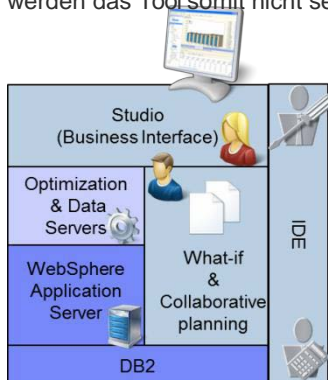 werden das Tool somit nicht se
Studio
(Business Interface)
Optimization
& Data
Servers
WebSphere
Application
Server
What-if
&
Collaborative
planning
IDE
DB2